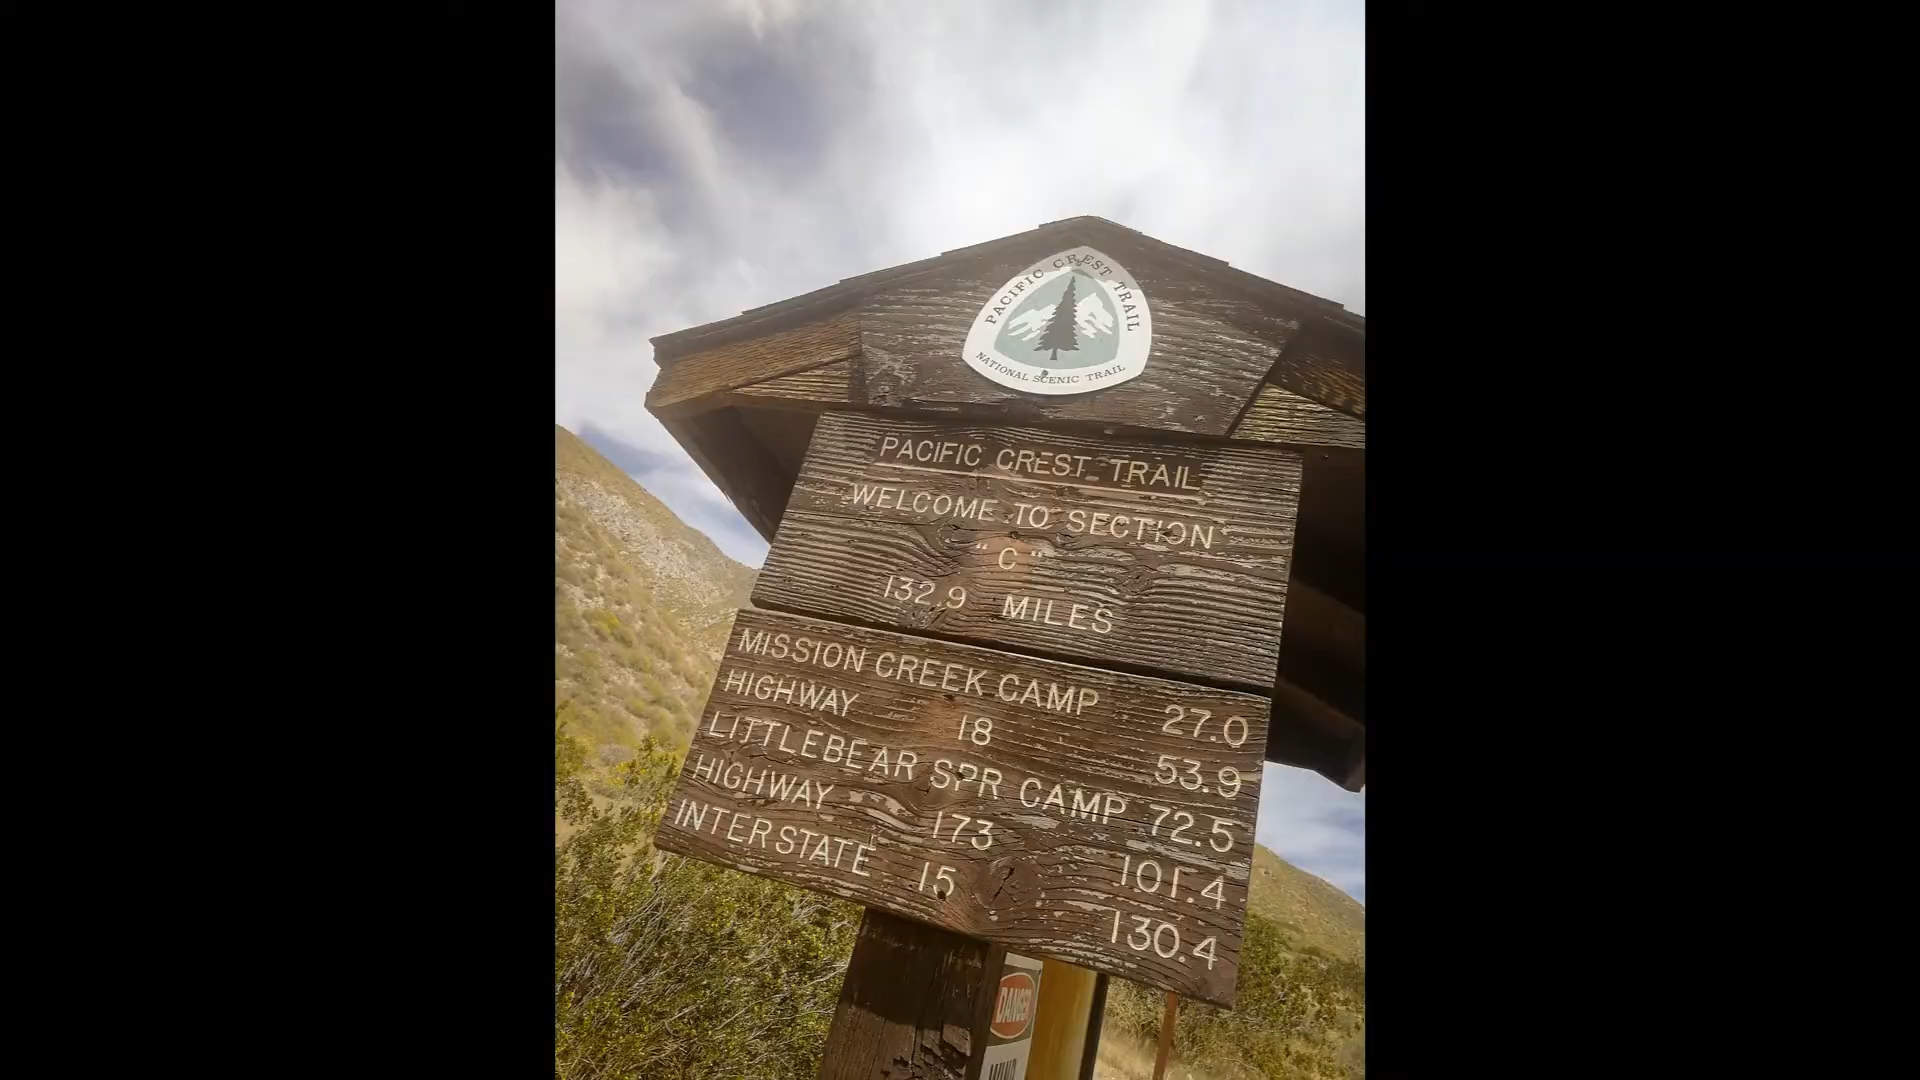 PACIFIC CREST TRAIL
NATIONAL SCENIC TRAIL
PACIFIC CREST TRAIL
WELCOME TO SECTION
"C"
132.9 MILES
MISSION CREEK CAMP 27.0
HIGHWAY 18 53.9
LITTLEBEAR SPR CAMP 72.5
HIGHWAY 173 101.4
INTERSTATE 15 130.4
DANGER